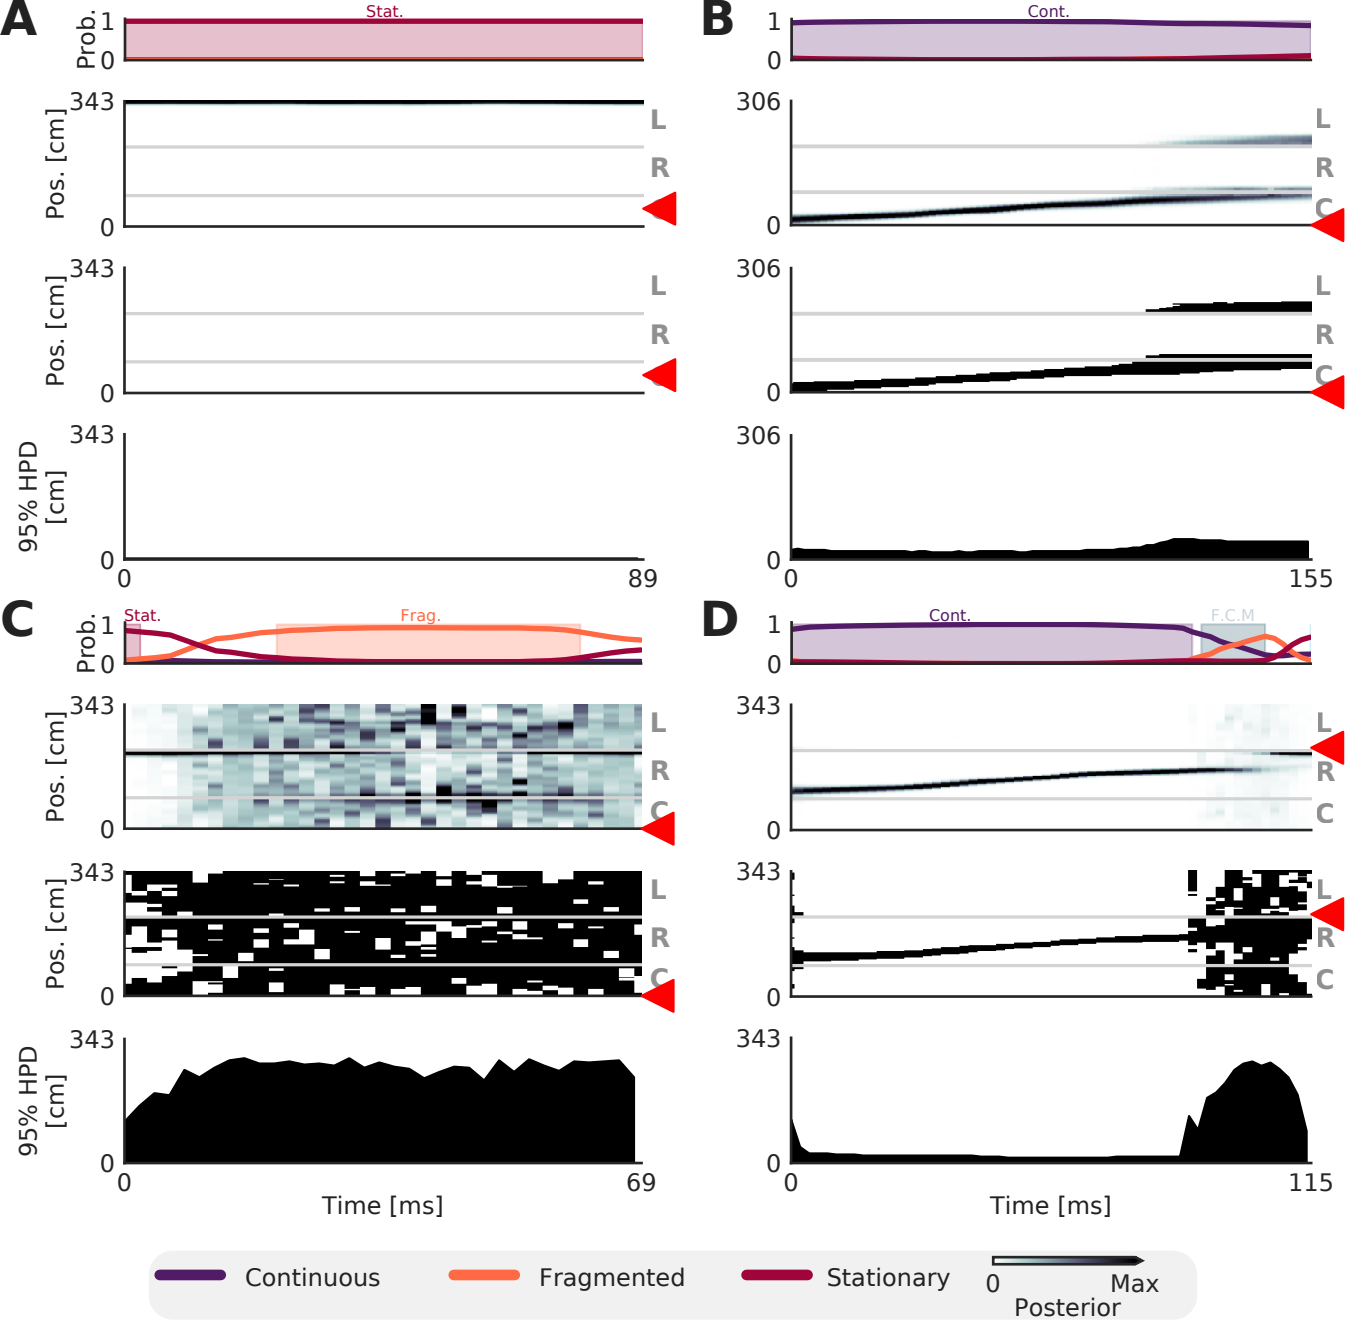 A
Stat.
Prob.
1
0
343
Pos. [cm]
0
L
R
343
Pos. [cm]
0
L
R
343
95% HPD
[cm]
0
0
89
B
Cont.
1
0
306
0
L
R
C
306
0
L
R
C
306
0
0
155
C
Stat.
Frag.
Prob.
1
0
343
Pos. [cm]
0
L
R
C
343
Pos. [cm]
0
L
R
C
343
95% HPD
[cm]
0
0
69
Time [ms]
D
Cont.
F.C.M
1
0
343
0
L
R
C
343
0
L
R
C
343
0
0
115
Time [ms]
Continuous
Fragmented
Stationary
0
Max
Posterior